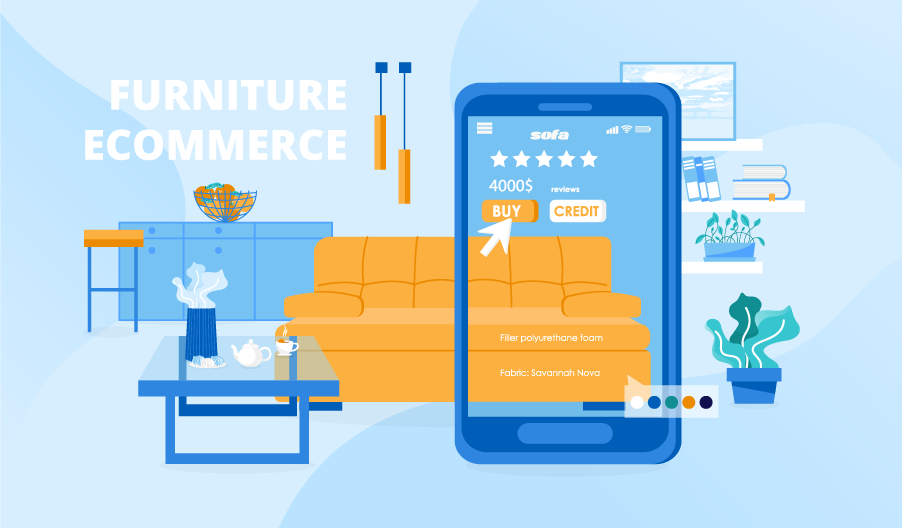 FURNITURE
ECOMMERCE
sofa
4000$ reviews
BUY CREDIT
Filler polyurethane foam
Fabric: Savannah Nova